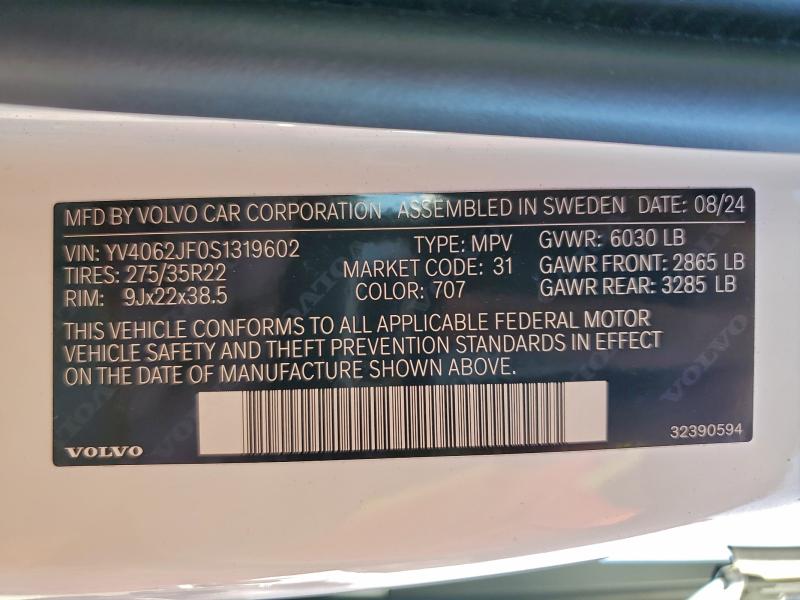 MFD BY VOLVO CAR CORPORATION ASSEMBLED IN SWEDEN DATE: 08/24
VIN: YV4062JF0S1319602 TYPE: MPV GVWR: 6030 LB
TIRES: 275/35R22 MARKET CODE: 31 GAWR FRONT: 2865 LB
RIM: 9Jx22x38.5 COLOR: 707 GAWR REAR: 3285 LB
THIS VEHICLE CONFORMS TO ALL APPLICABLE FEDERAL MOTOR
VEHICLE SAFETY AND THEFT PREVENTION STANDARDS IN EFFECT
ON THE DATE OF MANUFACTURE SHOWN ABOVE.
VOLVO 32390594